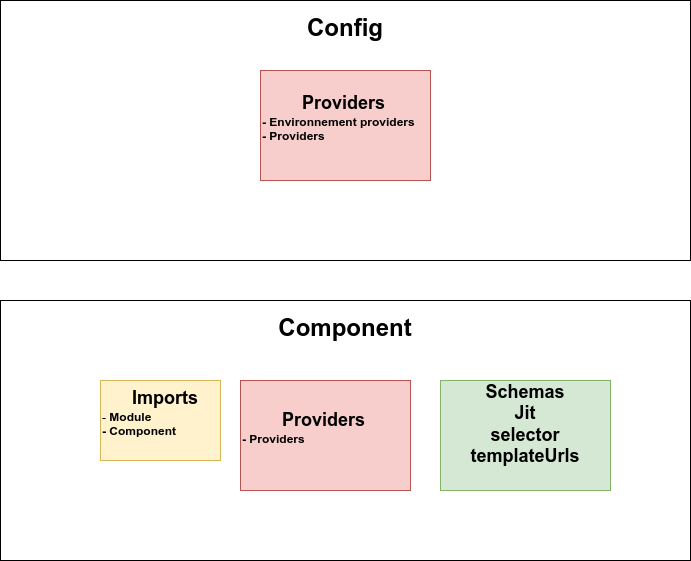 Config
Providers
- Environnement providers
- Providers
Component
Imports
- Module
- Component
Providers
- Providers
Schemas
Jit
selector
templateUrls